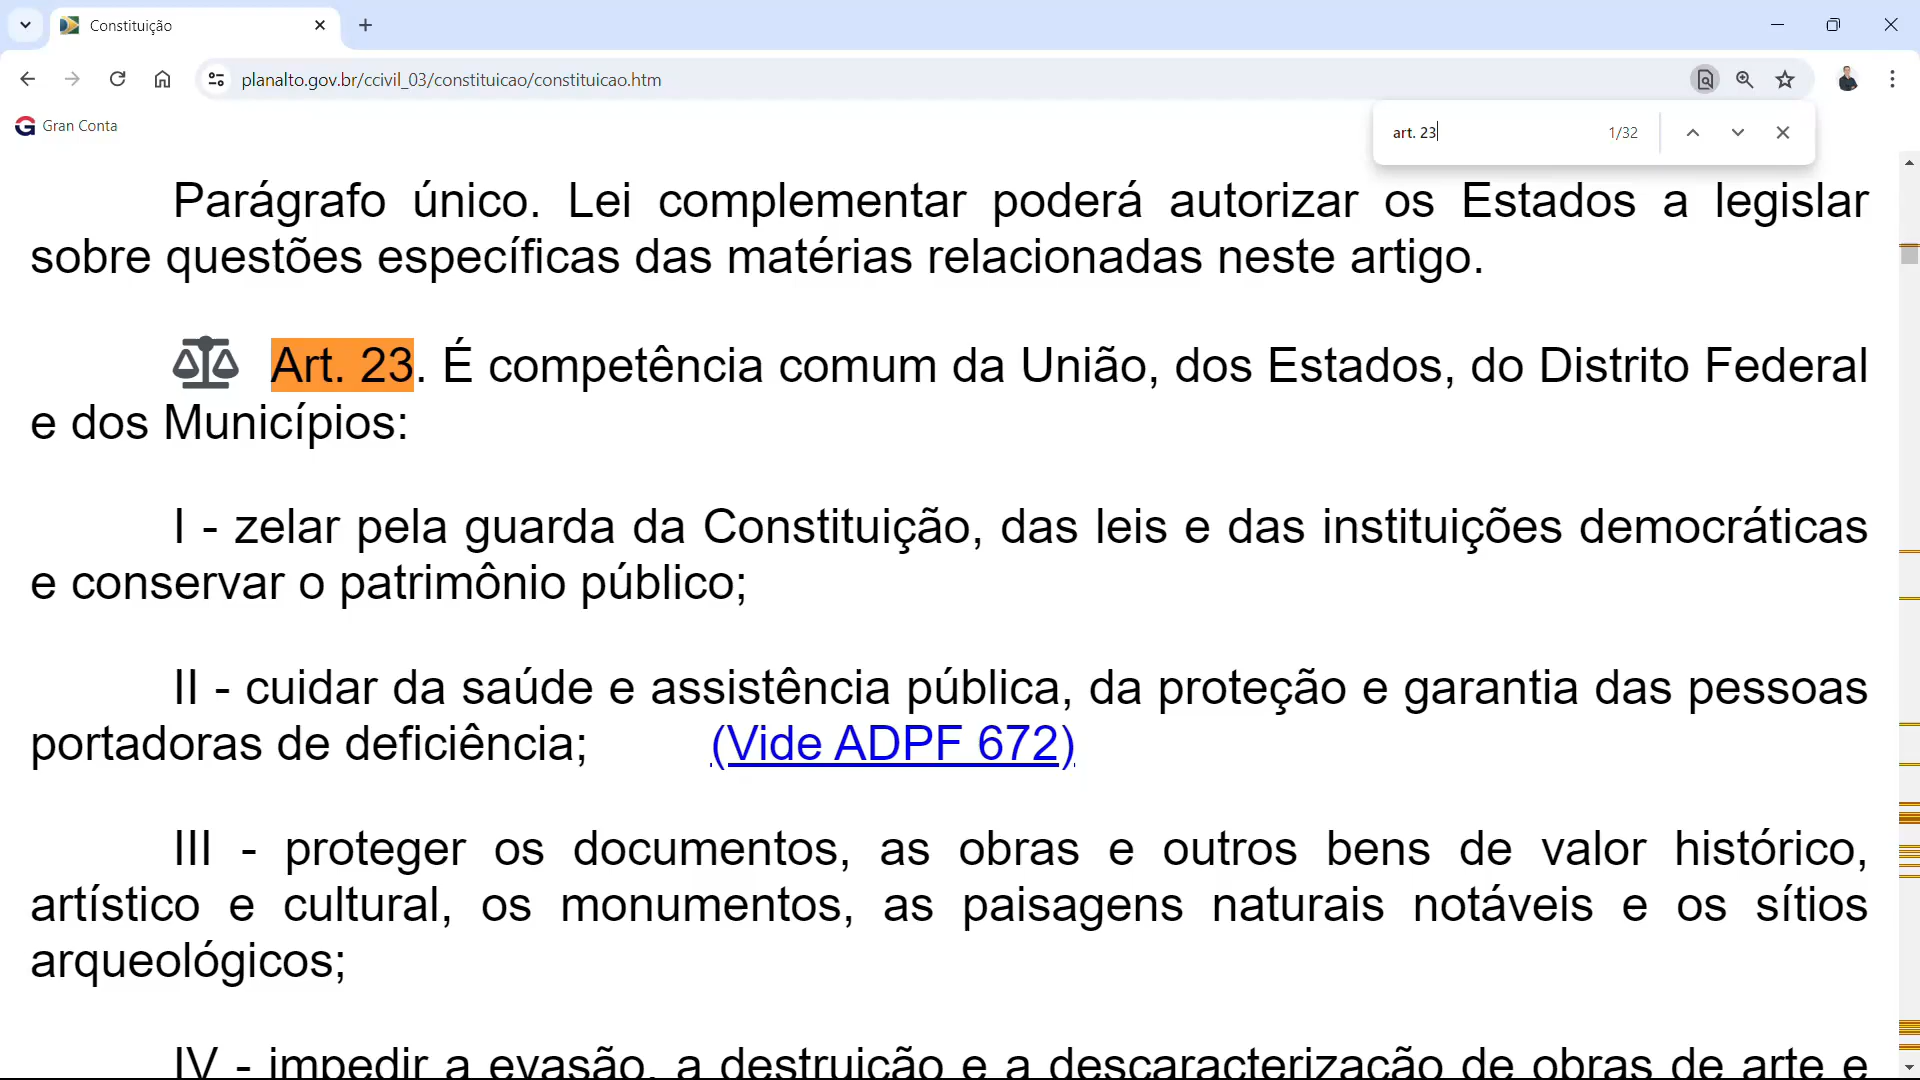 Constituição
planalto.gov.br/ccivil_03/constituicao/constituicao.htm
Gran Conta
art. 23
1/32
Parágrafo único. Lei complementar poderá autorizar os Estados a legislar
sobre questões específicas das matérias relacionadas neste artigo.
Art. 23. É competência comum da União, dos Estados, do Distrito Federal
e dos Municípios:
I - zelar pela guarda da Constituição, das leis e das instituições democráticas
e conservar o patrimônio público;
II - cuidar da saúde e assistência pública, da proteção e garantia das pessoas
portadoras de deficiência; (Vide ADPF 672)
III - proteger os documentos, as obras e outros bens de valor histórico,
artístico e cultural, os monumentos, as paisagens naturais notáveis e os sítios
arqueológicos;
IV - impedir a evasão, a destruição e a descaracterização de obras de arte e